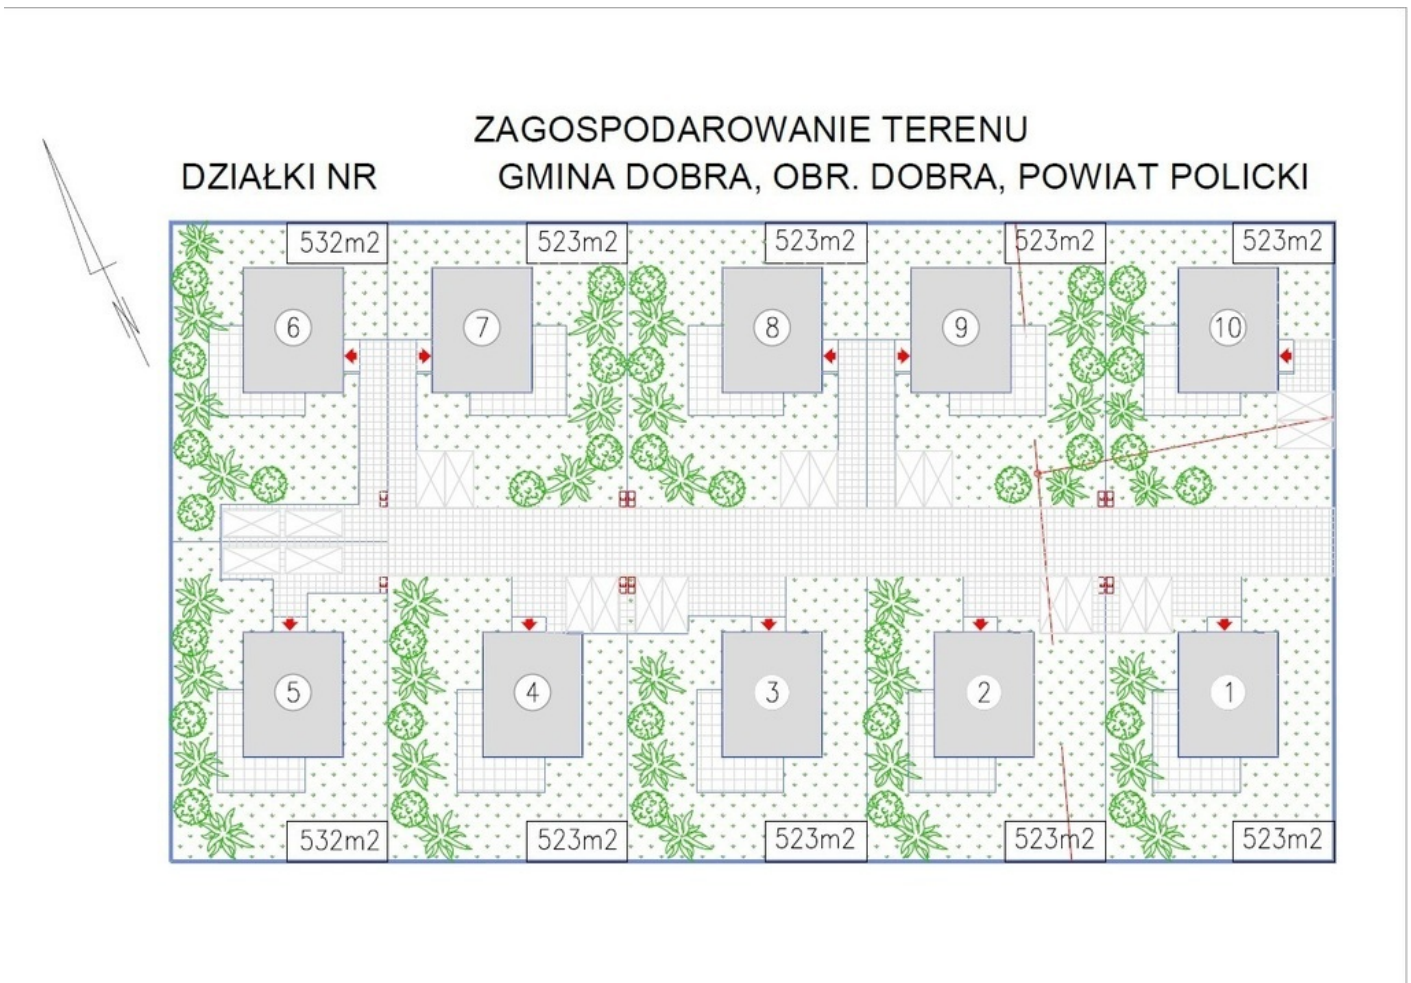 ZAGOSPODAROWANIE TERENU
DZIAŁKI NR GMINA DOBRA, OBR. DOBRA, POWIAT POLICKI
532m2 523m2 523m2 523m2 523m2
6 7 8 9 10
N
5 4 3 2 1
532m2 523m2 523m2 523m2 523m2